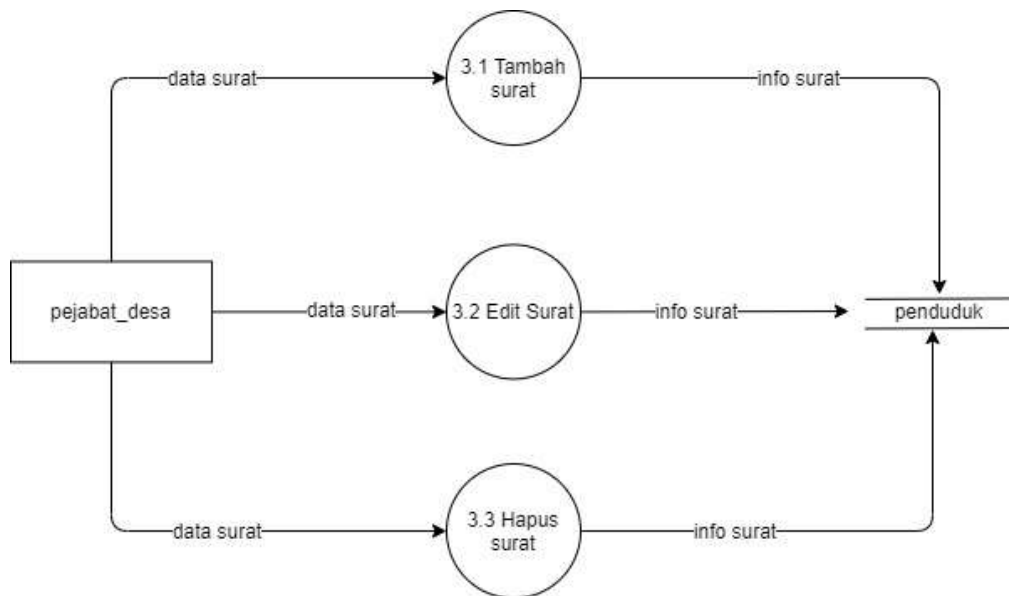 data surat
3.1 Tambah
surat
info surat
pejabat_desa
data surat
3.2 Edit Surat
info surat
penduduk
data surat
3.3 Hapus
surat
info surat